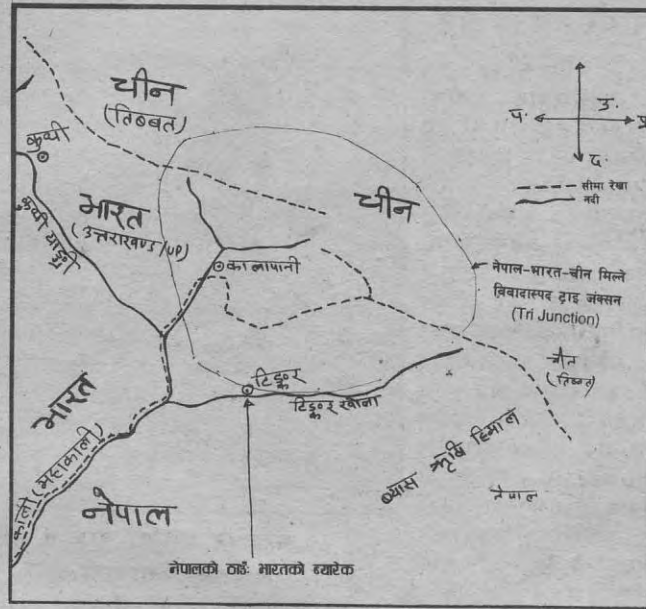 चीन
(तिब्बत)
उ.
प.
द.
सीमा रेखा
नदी
कुथी
भारत
(उत्तराखण्ड/UP)
कुथी याङ्ती
चीन
कालापानी
नेपाल-भारत-चीन मिल्ने
विवादास्पद ट्राइ जंक्सन
(Tri Junction)
चीन
(तिब्बत)
टिङ्कर
टिङ्कर खोला
भारत
काली (महाकाली)
नेपाल
ब्यास ऋषि हिमाल
नेपाल
नेपालको ठाउँः भारतको ब्यारेक